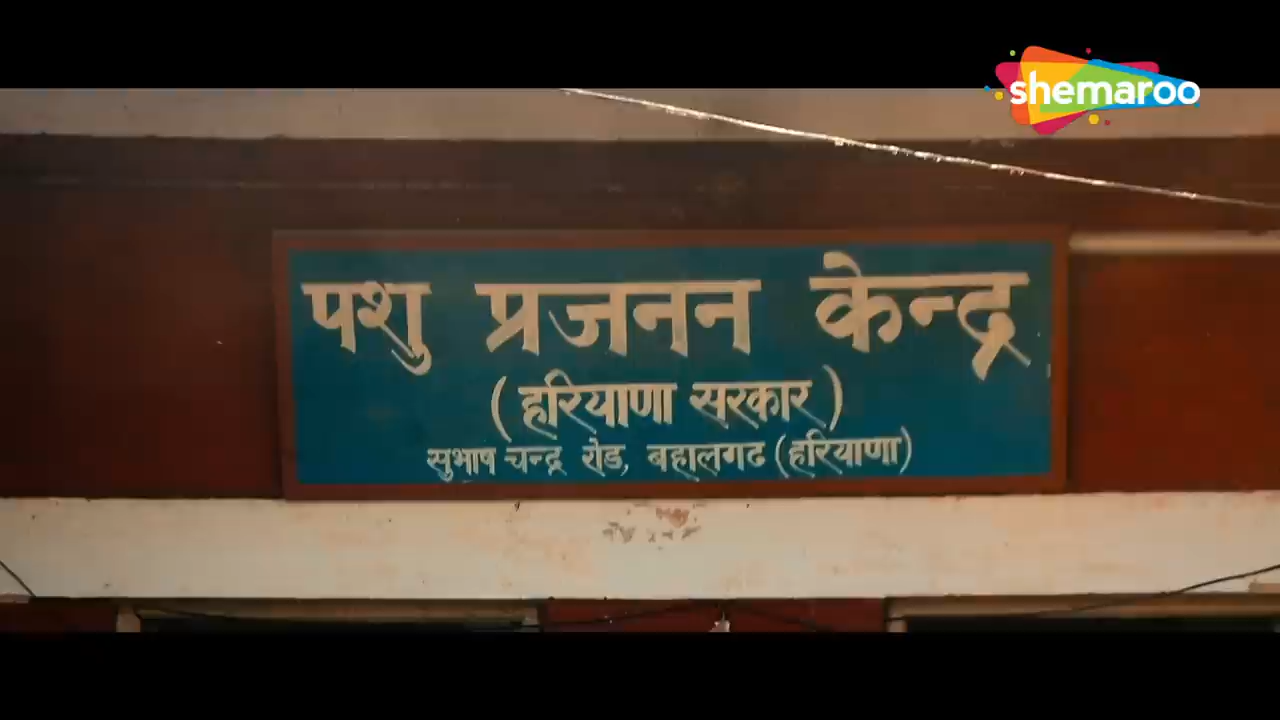 shemaroo
पशु प्रजनन केन्द्र
(हरियाणा सरकार)
सुभाष चन्द्र रोड, बहालगढ (हरियाणा)